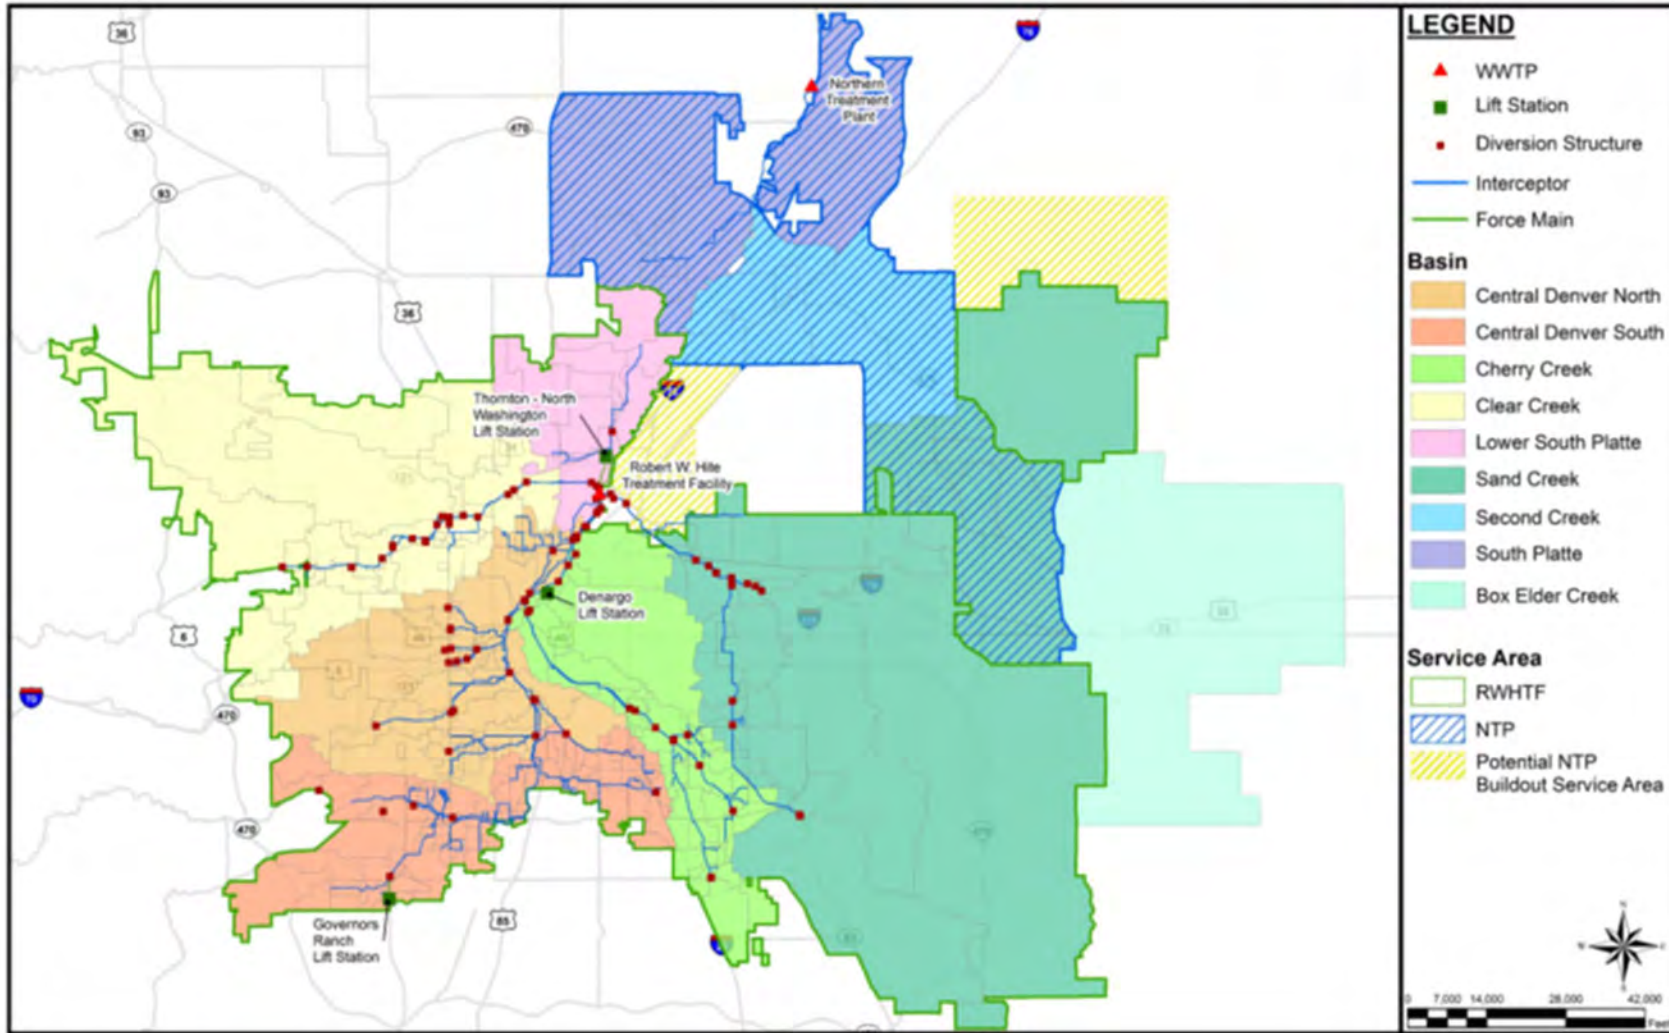 36
470
93
93
36
6
470
470
85
70
76
Northern
Treatment
Plant
Thornton - North
Washington
Lift Station
Robert W. Hite
Treatment Facility
Denargo
Lift Station
Governors
Ranch
Lift Station
LEGEND
WWTP
Lift Station
Diversion Structure
Interceptor
Force Main
Basin
Central Denver North
Central Denver South
Cherry Creek
Clear Creek
Lower South Platte
Sand Creek
Second Creek
South Platte
Box Elder Creek
Service Area
RWHTF
NTP
Potential NTP
Buildout Service Area
N
0 7,000 14,000 28,000 42,000
Feet